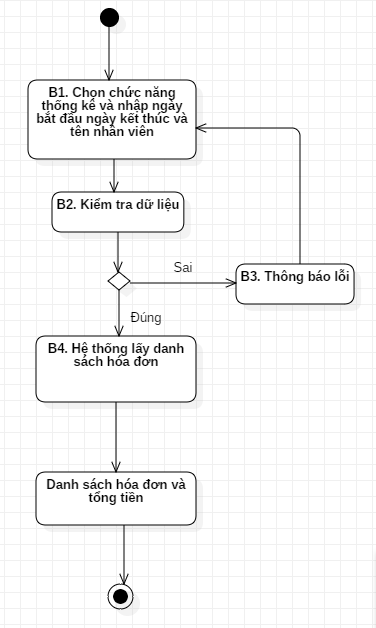 B1. Chọn chức năng
thống kê và nhập ngày
bắt đầu ngày kết thúc và
tên nhân viên
B2. Kiểm tra dữ liệu
Sai
B3. Thông báo lỗi
Đúng
B4. Hệ thống lấy danh
sách hóa đơn
Danh sách hóa đơn và
tổng tiền